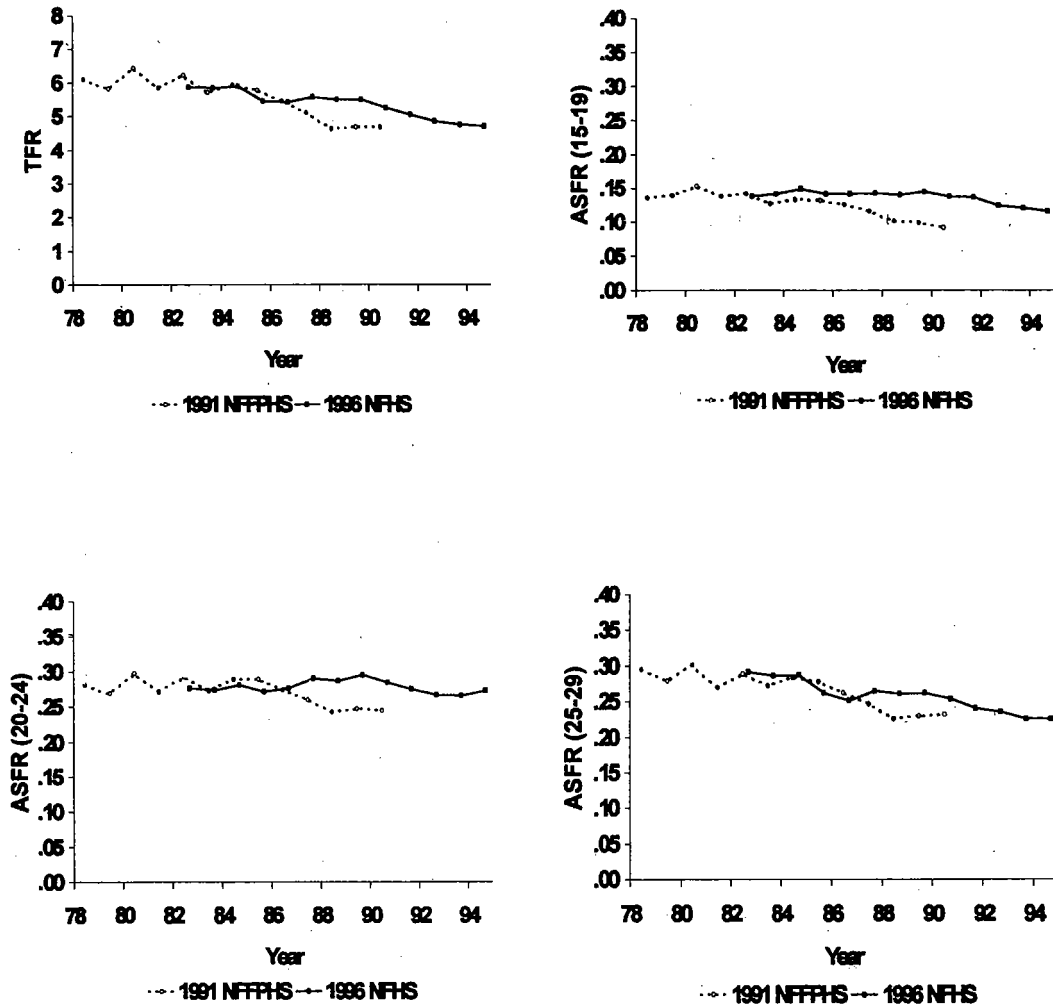 8
7
6
5
4
3
2
1
0
TFR
78 80 82 84 86 88 90 92 94
Year
1991 NFFPHS 1996 NFHS
.40
.35
.30
.25
.20
.15
.10
.05
.00
ASFR (15-19)
78 80 82 84 86 88 90 92 94
Year
1991 NFFPHS 1996 NFHS
.40
.35
.30
.25
.20
.15
.10
.05
.00
ASFR (20-24)
78 80 82 84 86 88 90 92 94
Year
1991 NFFPHS 1996 NFHS
.40
.35
.30
.25
.20
.15
.10
.05
.00
ASFR (25-29)
78 80 82 84 86 88 90 92 94
Year
1991 NFFPHS 1996 NFHS